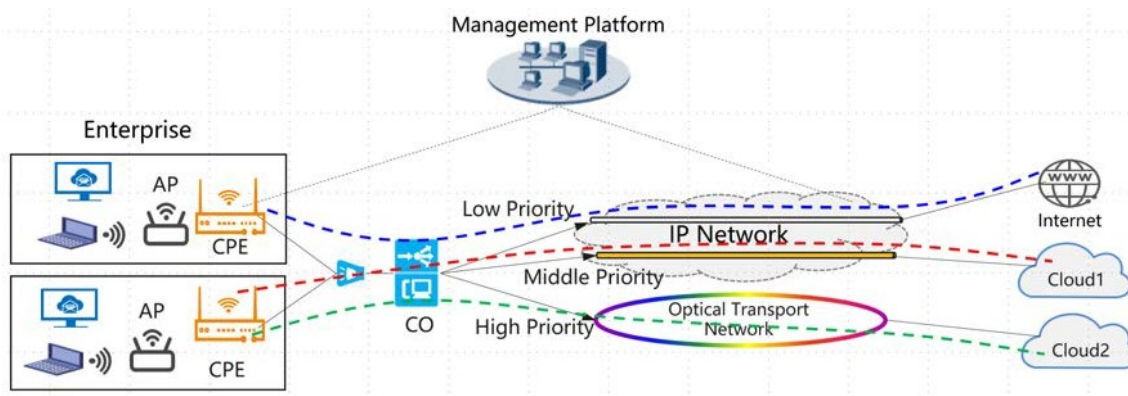 Management Platform
Enterprise
AP
CPE
AP
CPE
CO
Low Priority
IP Network
Middle Priority
High Priority
Optical Transport
Network
WWW
Internet
Cloud1
Cloud2